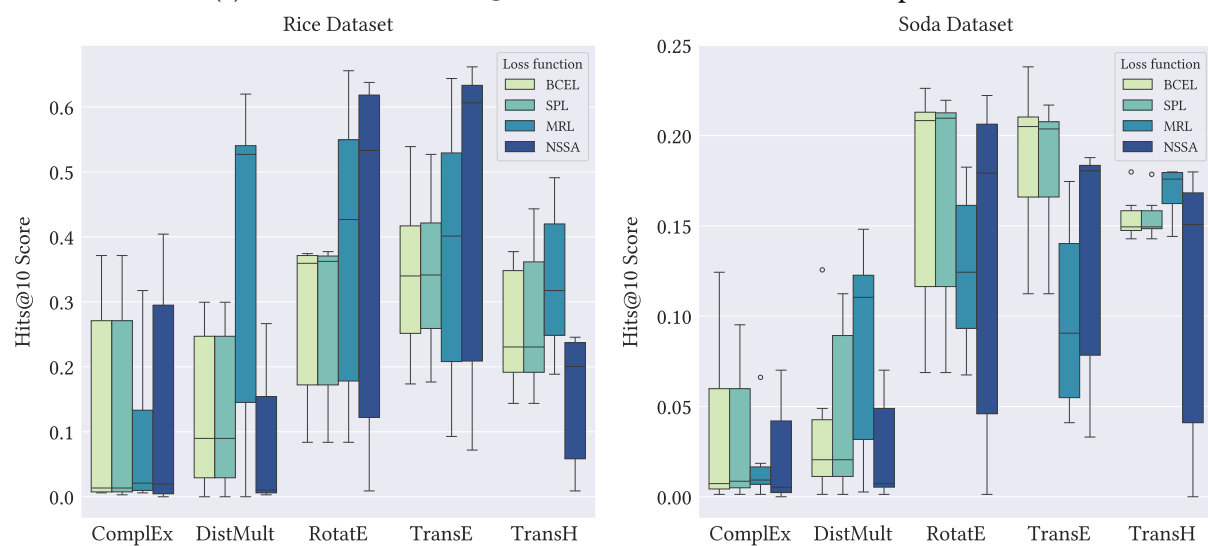 Rice Dataset
Hits@10 Score
0.6
0.5
0.4
0.3
0.2
0.1
0.0
Loss function
BCEL
SPL
MRL
NSSA
ComplEx DistMult RotatE TransE TransH
Soda Dataset
Hits@10 Score
0.25
0.20
0.15
0.10
0.05
0.00
Loss function
BCEL
SPL
MRL
NSSA
ComplEx DistMult RotatE TransE TransH